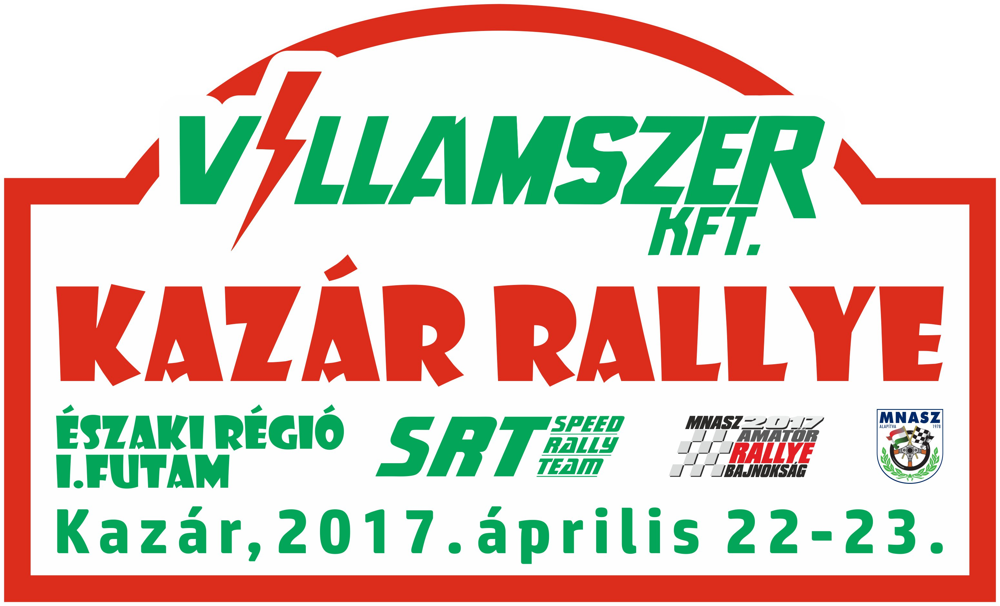 VILLAMSZER
KFT.
KAZÁR RALLYE
ÉSZAKI RÉGIÓ
I.FUTAM
SRT
SPEED
RALLY
TEAM
MNASZ 2017
AMATŐR
RALLYE
BAJNOKSÁG
MNASZ
ALAPÍTVA 1978
Kazár, 2017. április 22-23.